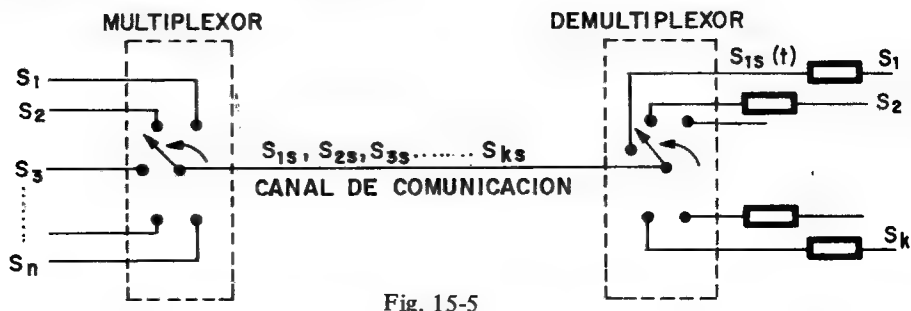 MULTIPLEXOR
DEMULTIPLEXOR
S1
S2
S3
Sn
S1s, S2s, S3s....... Sks
CANAL DE COMUNICACION
S1s (t)
S1
S2
Sk
Fig. 15-5